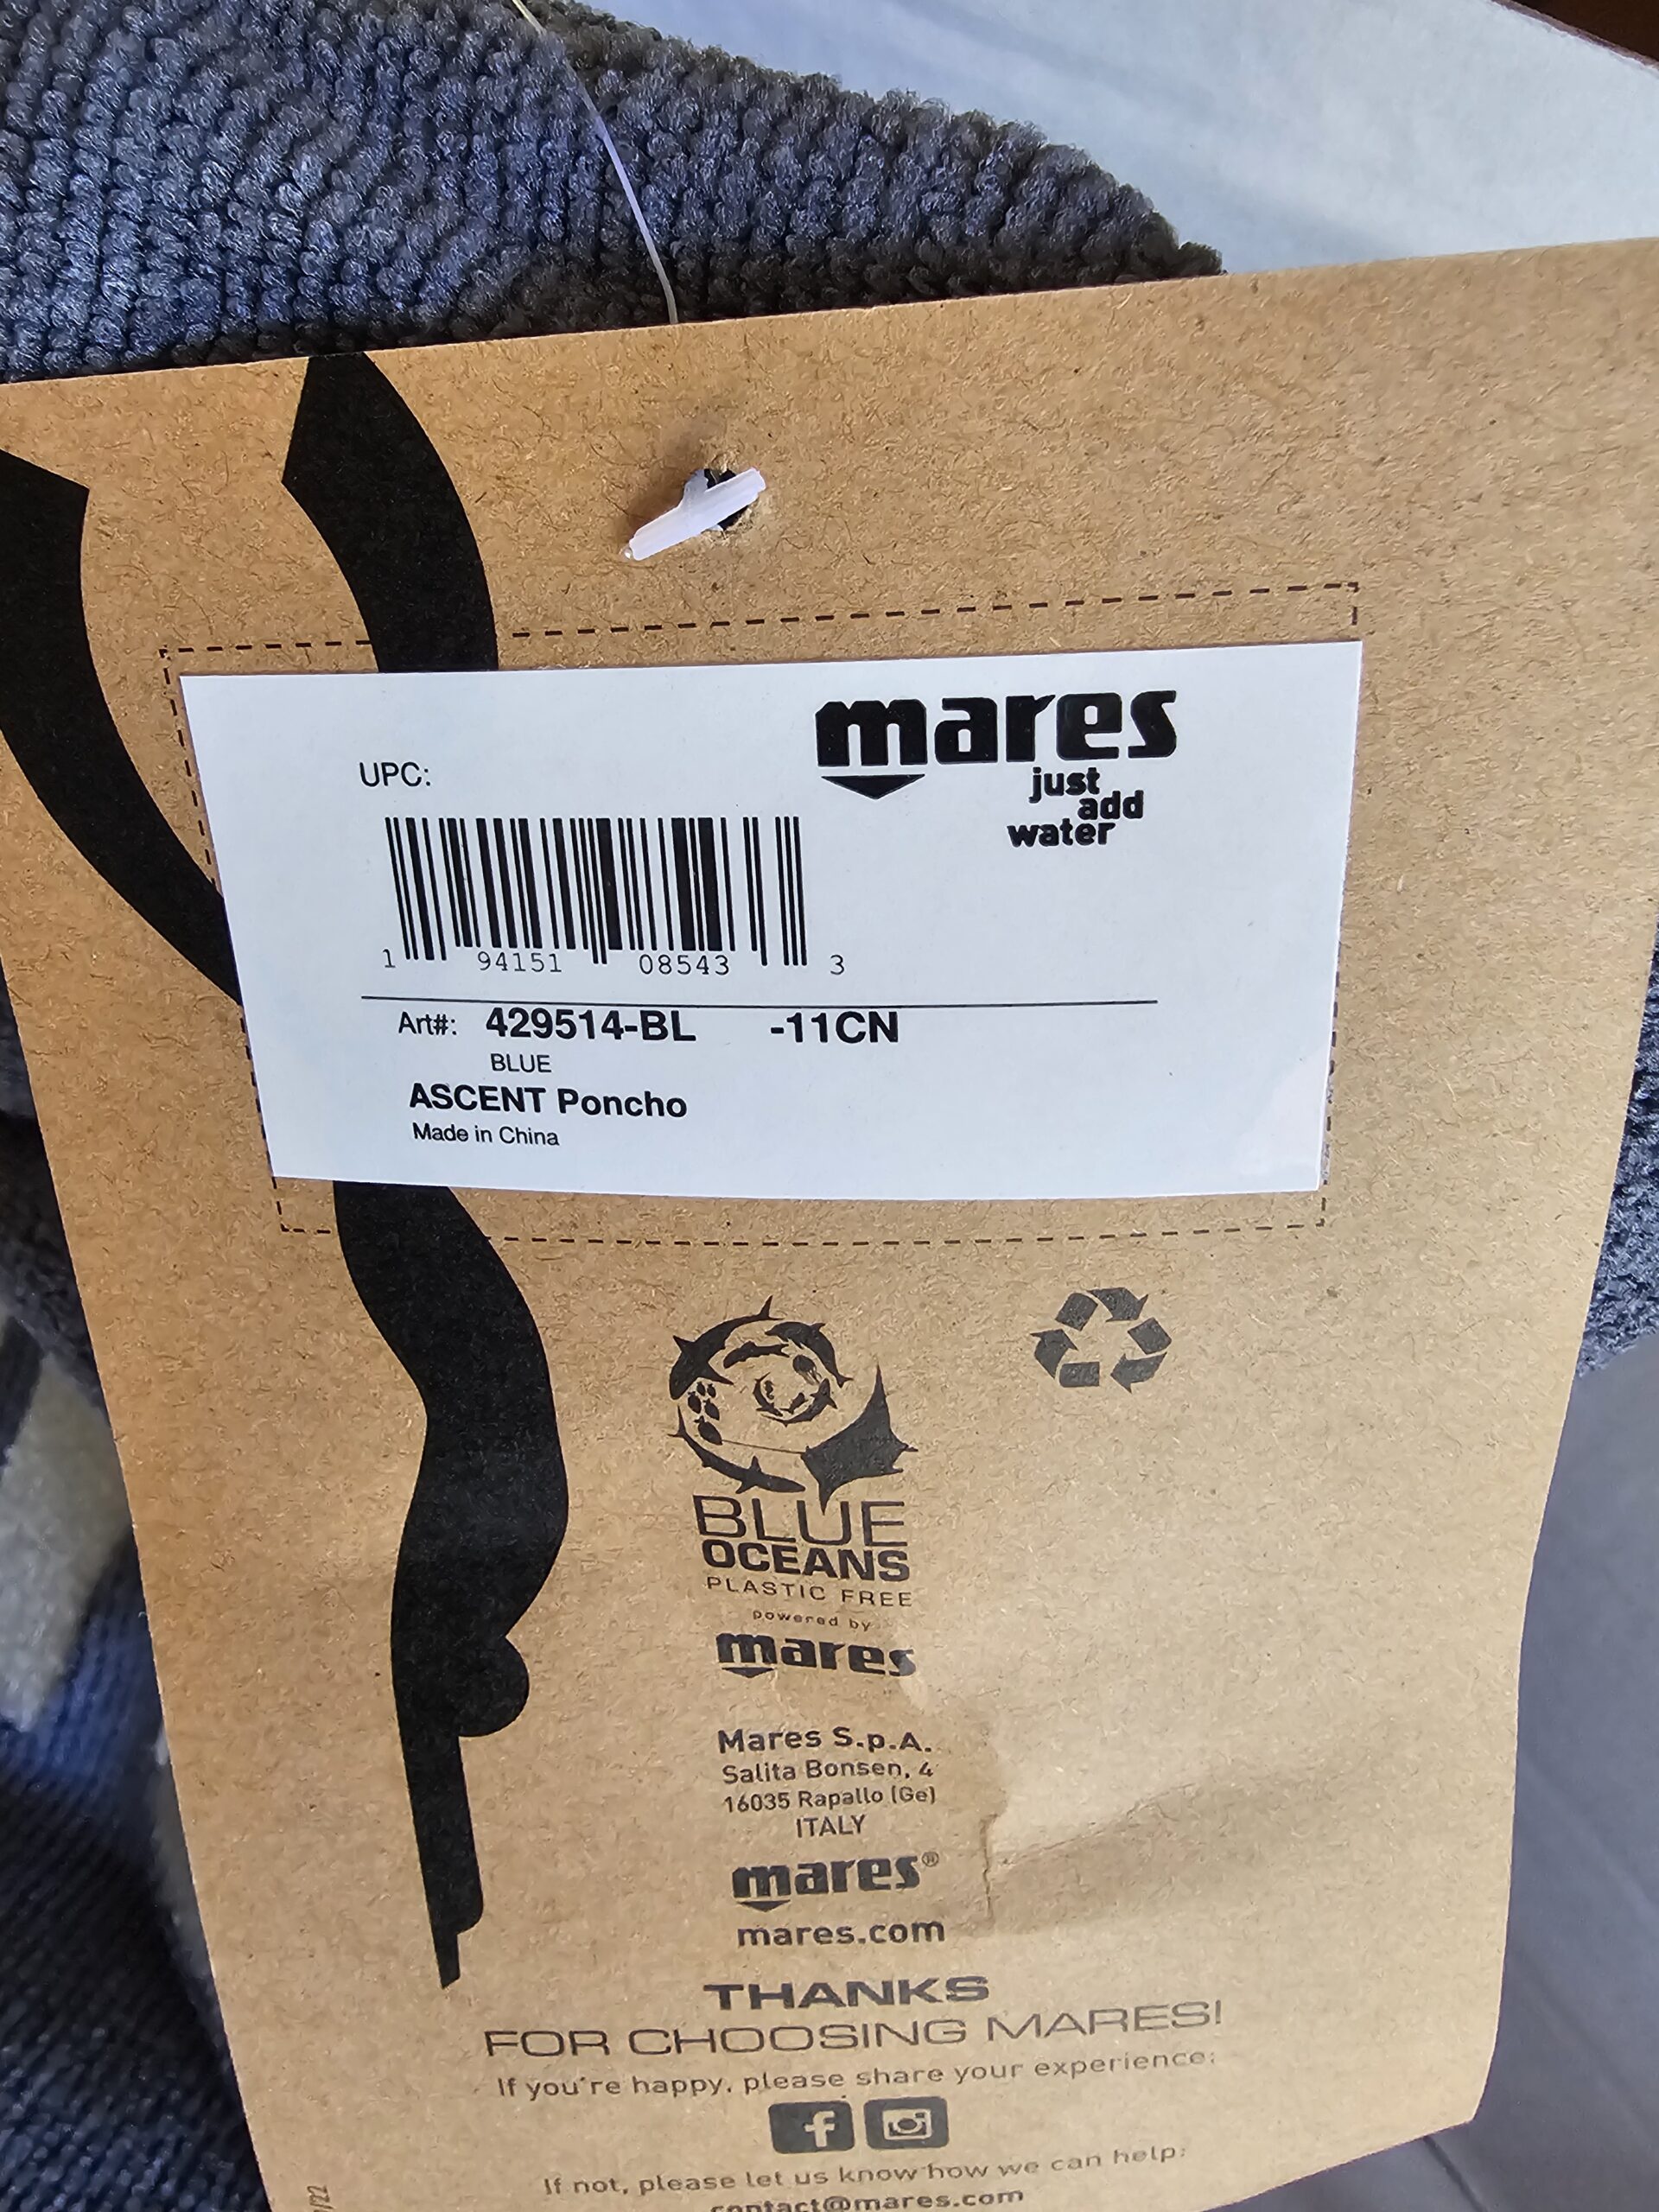 mares
just
add
water
UPC:
1 94151 08543 3
Art#: 429514-BL -11CN
BLUE
ASCENT Poncho
Made in China
BLUE
OCEANS
PLASTIC FREE
powered by
mares
Mares S.p.A.
Salita Bonsen, 4
16035 Rapallo (Ge)
ITALY
mares®
mares.com
THANKS
FOR CHOOSING MARES!
If you're happy, please share your experience:
If not, please let us know how we can help:
contact@mares.com